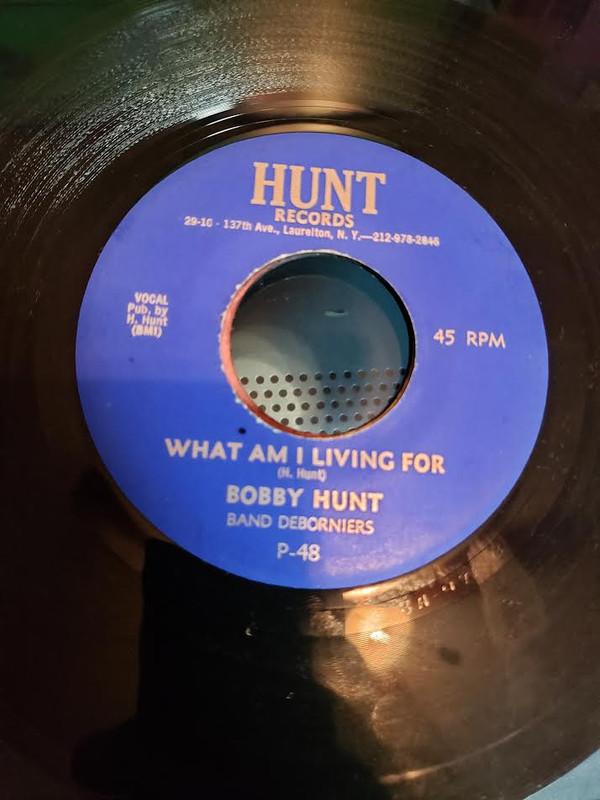 HUNT
RECORDS
29-10 - 137th Ave., Laurelton, N. Y.—212-978-2846
VOCAL
Pub. by
H. Hunt
(BMI)
45 RPM
WHAT AM I LIVING FOR
(H. Hunt)
BOBBY HUNT
BAND DEBORNIERS
P-48